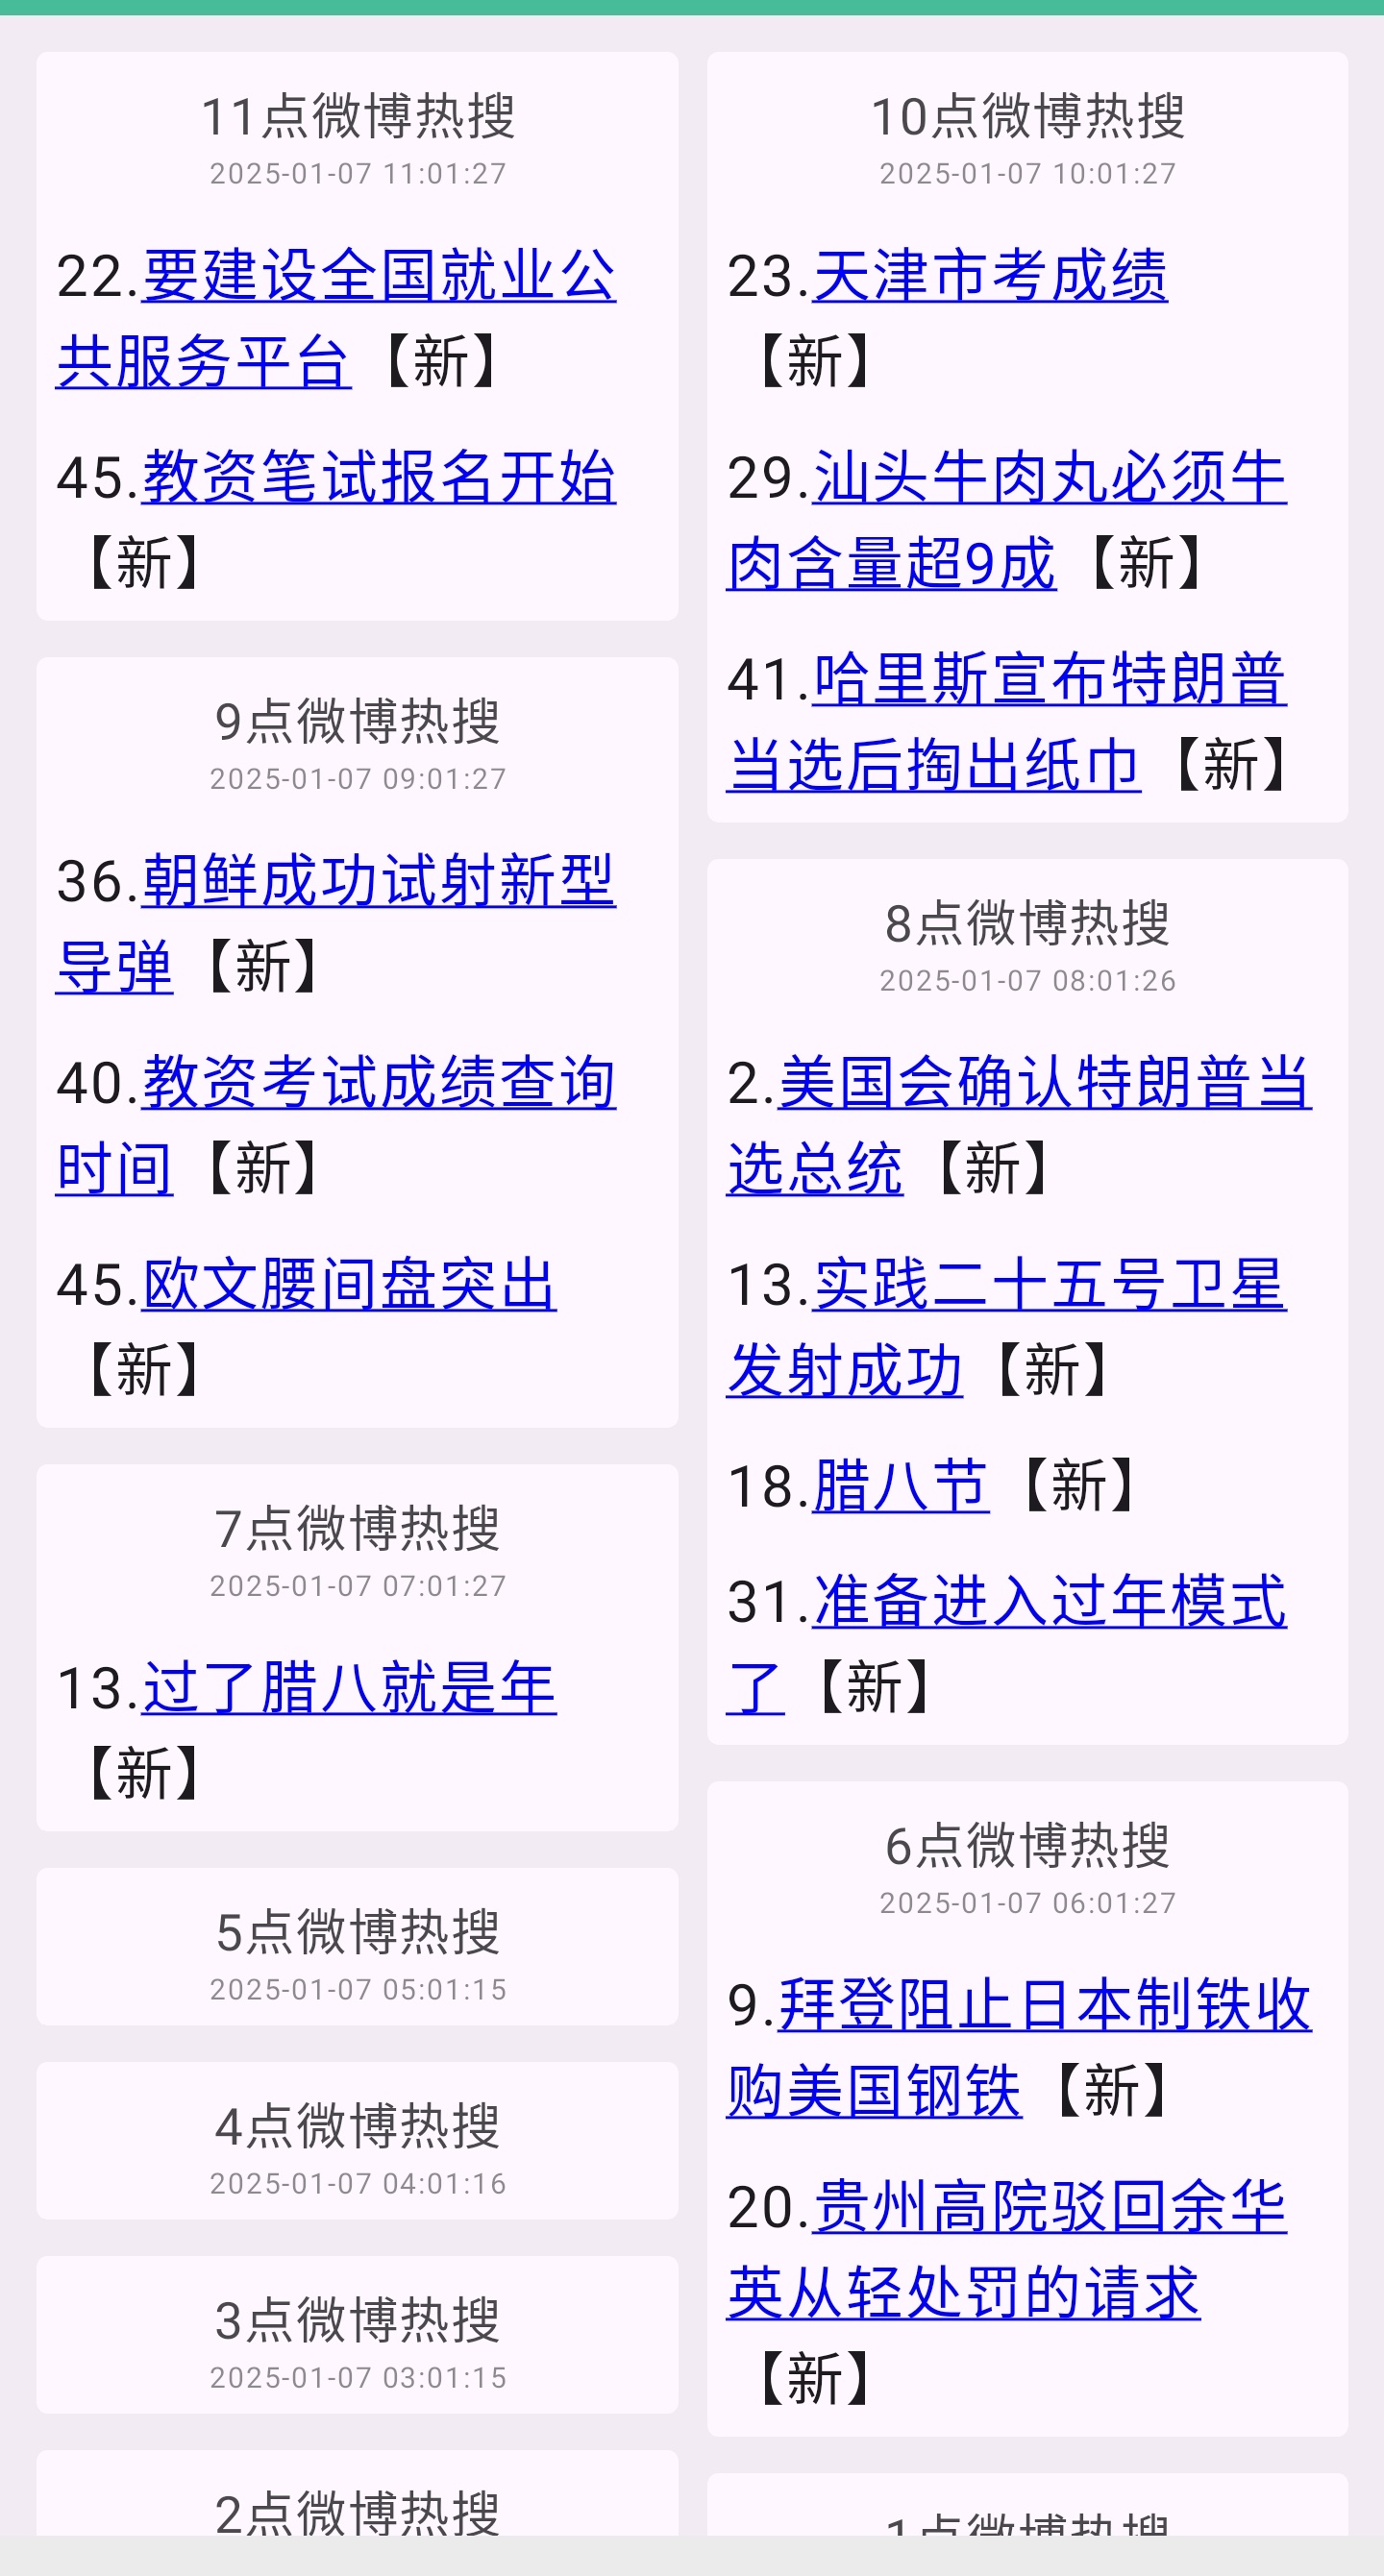 11点微博热搜
2025-01-07 11:01:27
22.要建设全国就业公
共服务平台【新】
45.教资笔试报名开始
【新】
9点微博热搜
2025-01-07 09:01:27
36.朝鲜成功试射新型
导弹【新】
40.教资考试成绩查询
时间【新】
45.欧文腰间盘突出
【新】
7点微博热搜
2025-01-07 07:01:27
13.过了腊八就是年
【新】
5点微博热搜
2025-01-07 05:01:15
4点微博热搜
2025-01-07 04:01:16
3点微博热搜
2025-01-07 03:01:15
2点微博热搜
10点微博热搜
2025-01-07 10:01:27
23.天津市考成绩
【新】
29.汕头牛肉丸必须牛
肉含量超9成【新】
41.哈里斯宣布特朗普
当选后掏出纸巾【新】
8点微博热搜
2025-01-07 08:01:26
2.美国会确认特朗普当
选总统【新】
13.实践二十五号卫星
发射成功【新】
18.腊八节【新】
31.准备进入过年模式
了【新】
6点微博热搜
2025-01-07 06:01:27
9.拜登阻止日本制铁收
购美国钢铁【新】
20.贵州高院驳回余华
英从轻处罚的请求
【新】
1点微博热搜